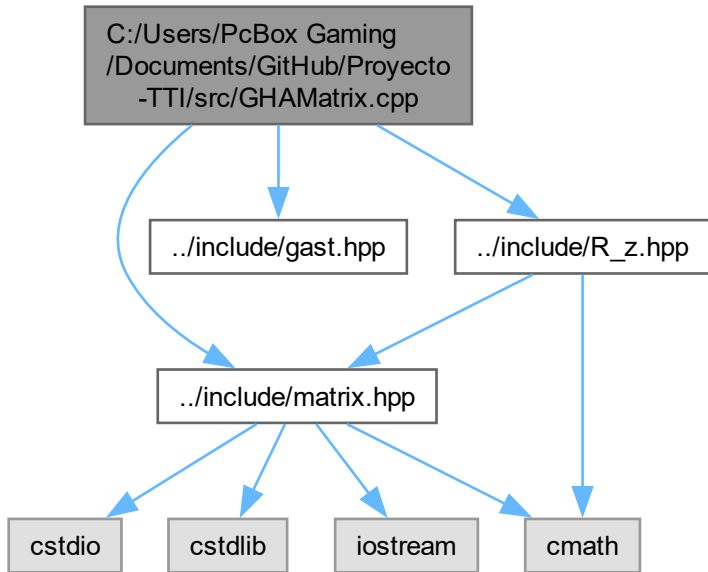 C:/Users/PcBox Gaming
/Documents/GitHub/Proyecto
-TTI/src/GHAMatrix.cpp
../include/gast.hpp
../include/R_z.hpp
../include/matrix.hpp
cstdio
cstdlib
iostream
cmath